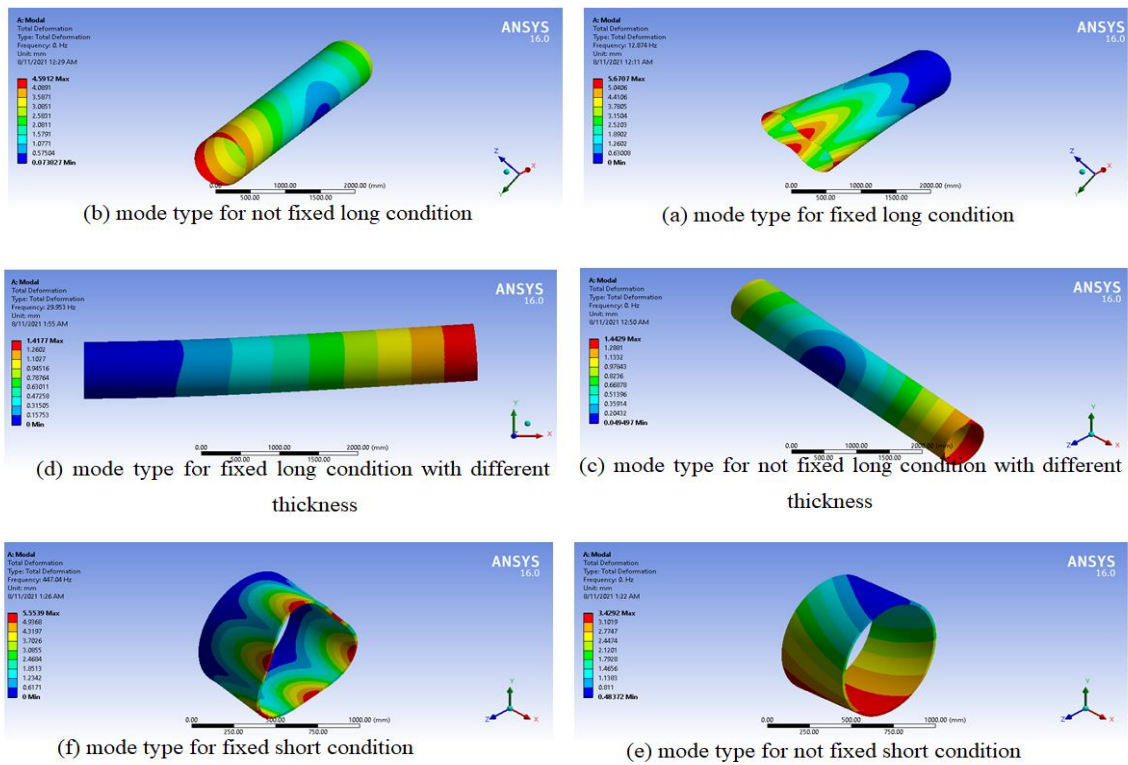 A: Modal
Total Deformation
Type: Total Deformation
Frequency: 0. Hz
Unit: mm
8/11/2021 12:29 AM
ANSYS
16.0
4.5912 Max
4.0891
3.5871
3.0851
2.5831
2.0811
1.5791
1.0771
0.57504
0.073027 Min
Z
X
Y
0.00 1000.00 2000.00 (mm)
500.00 1500.00
(b) mode type for not fixed long condition
A: Modal
Total Deformation
Type: Total Deformation
Frequency: 12.874 Hz
Unit: mm
8/11/2021 12:11 AM
ANSYS
16.0
5.6707 Max
5.0406
4.4106
3.7805
3.1504
2.5203
1.8902
1.2602
0.63008
0 Min
Z
X
Y
0.00 1000.00 2000.00 (mm)
500.00 1500.00
(a) mode type for fixed long condition
A: Modal
Total Deformation
Type: Total Deformation
Frequency: 29.953 Hz
Unit: mm
8/11/2021 1:55 AM
ANSYS
16.0
1.4177 Max
1.2602
1.1027
0.94516
0.78764
0.63011
0.47258
0.31505
0.15753
0 Min
Y
Z
X
0.00 1000.00 2000.00 (mm)
500.00 1500.00
(d) mode type for fixed long condition with different
thickness
A: Modal
Total Deformation
Type: Total Deformation
Frequency: 0. Hz
Unit: mm
8/11/2021 12:50 AM
ANSYS
16.0
1.4429 Max
1.2881
1.1332
0.97843
0.8236
0.66878
0.51396
0.35914
0.20432
0.049497 Min
Y
Z
X
0.00 1000.00 2000.00 (mm)
500.00 1500.00
(c) mode type for not fixed long condition with different
thickness
A: Modal
Total Deformation
Type: Total Deformation
Frequency: 447.04 Hz
Unit: mm
8/11/2021 1:26 AM
ANSYS
16.0
5.5539 Max
4.9368
4.3197
3.7026
3.0855
2.4684
1.8513
1.2342
0.6171
0 Min
Y
Z
X
0.00 500.00 1000.00 (mm)
250.00 750.00
(f) mode type for fixed short condition
A: Modal
Total Deformation
Type: Total Deformation
Frequency: 0. Hz
Unit: mm
8/11/2021 1:22 AM
ANSYS
16.0
3.4292 Max
3.1019
2.7747
2.4474
2.1201
1.7928
1.4656
1.1383
0.811
0.48372 Min
Y
Z
X
0.00 500.00 1000.00 (mm)
250.00 750.00
(e) mode type for not fixed short condition